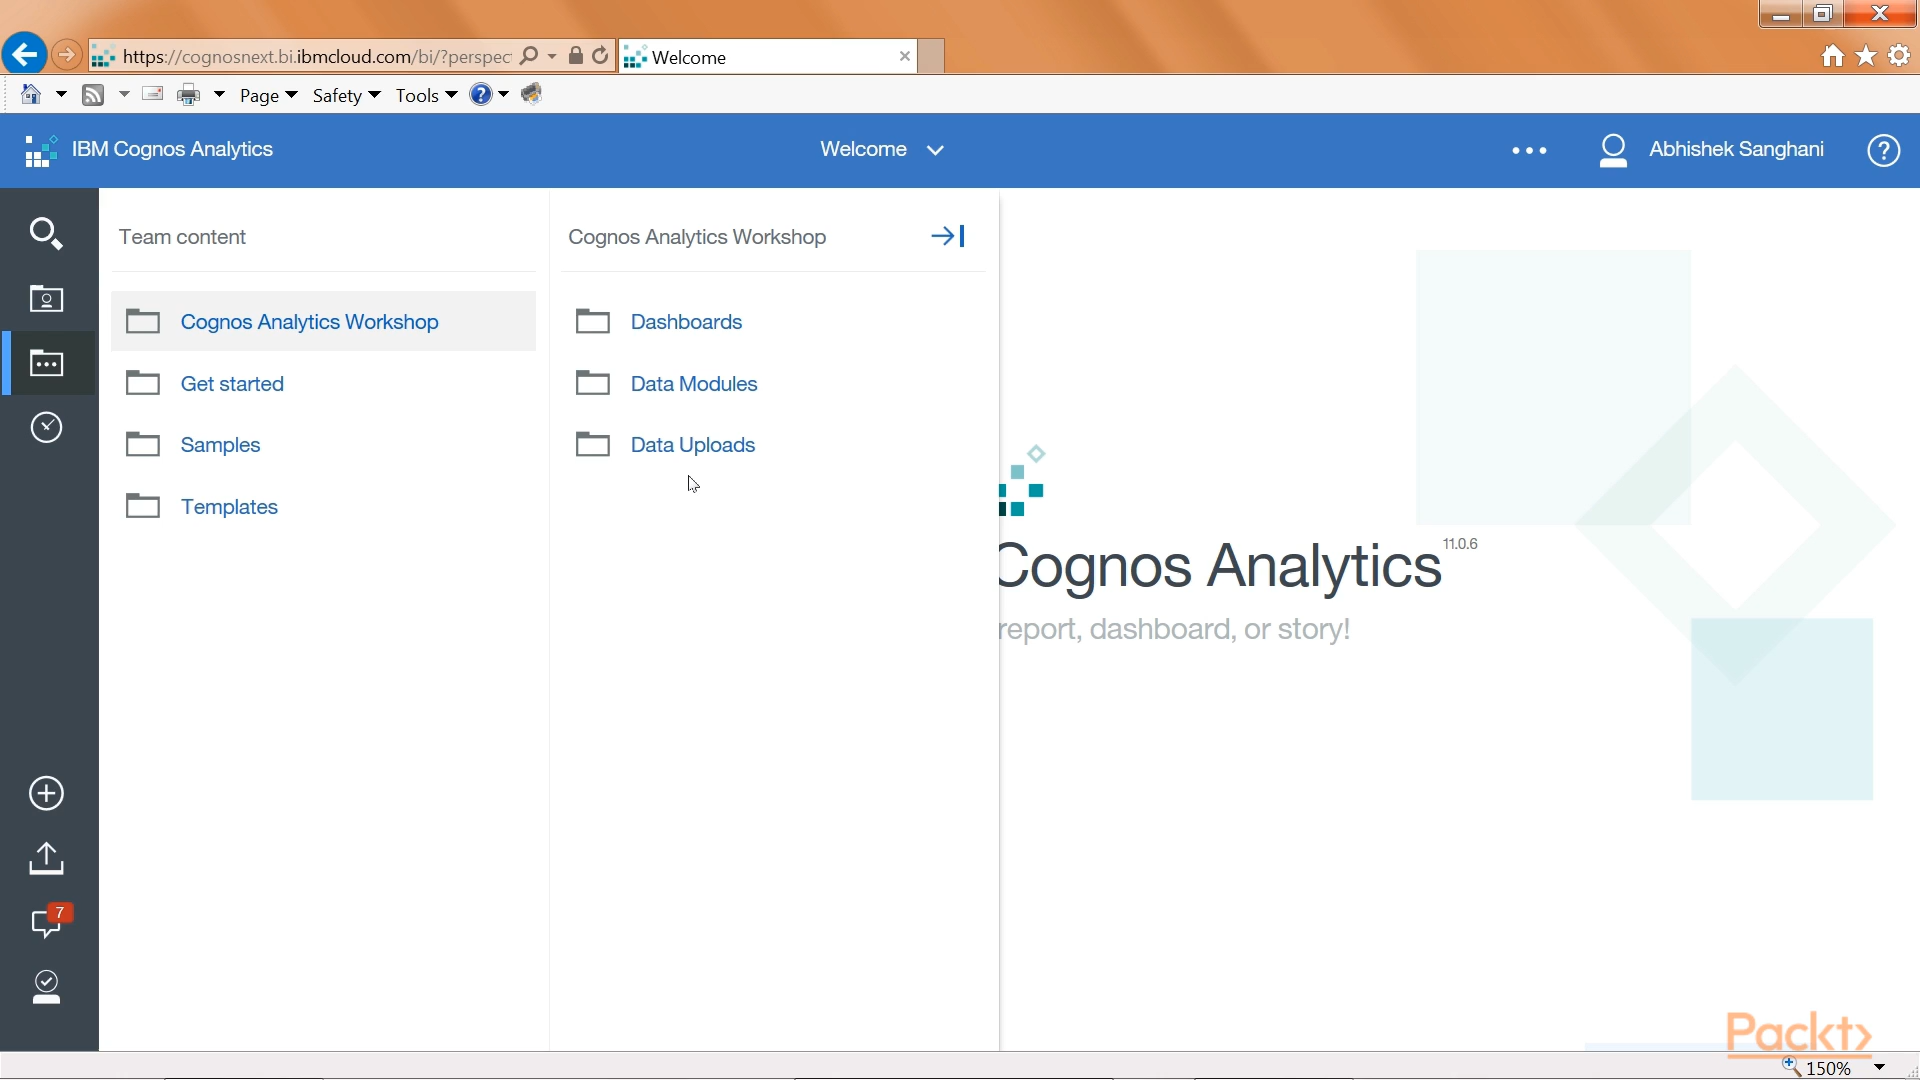 https://cognosnext.bi.ibmcloud.com/bi/?perspec
Welcome
Page
Safety
Tools
IBM Cognos Analytics
Welcome
Abhishek Sanghani
Team content
Cognos Analytics Workshop
Get started
Samples
Templates
Cognos Analytics Workshop
Dashboards
Data Modules
Data Uploads
Cognos Analytics 11.0.6
report, dashboard, or story!
7
Packt>
150%